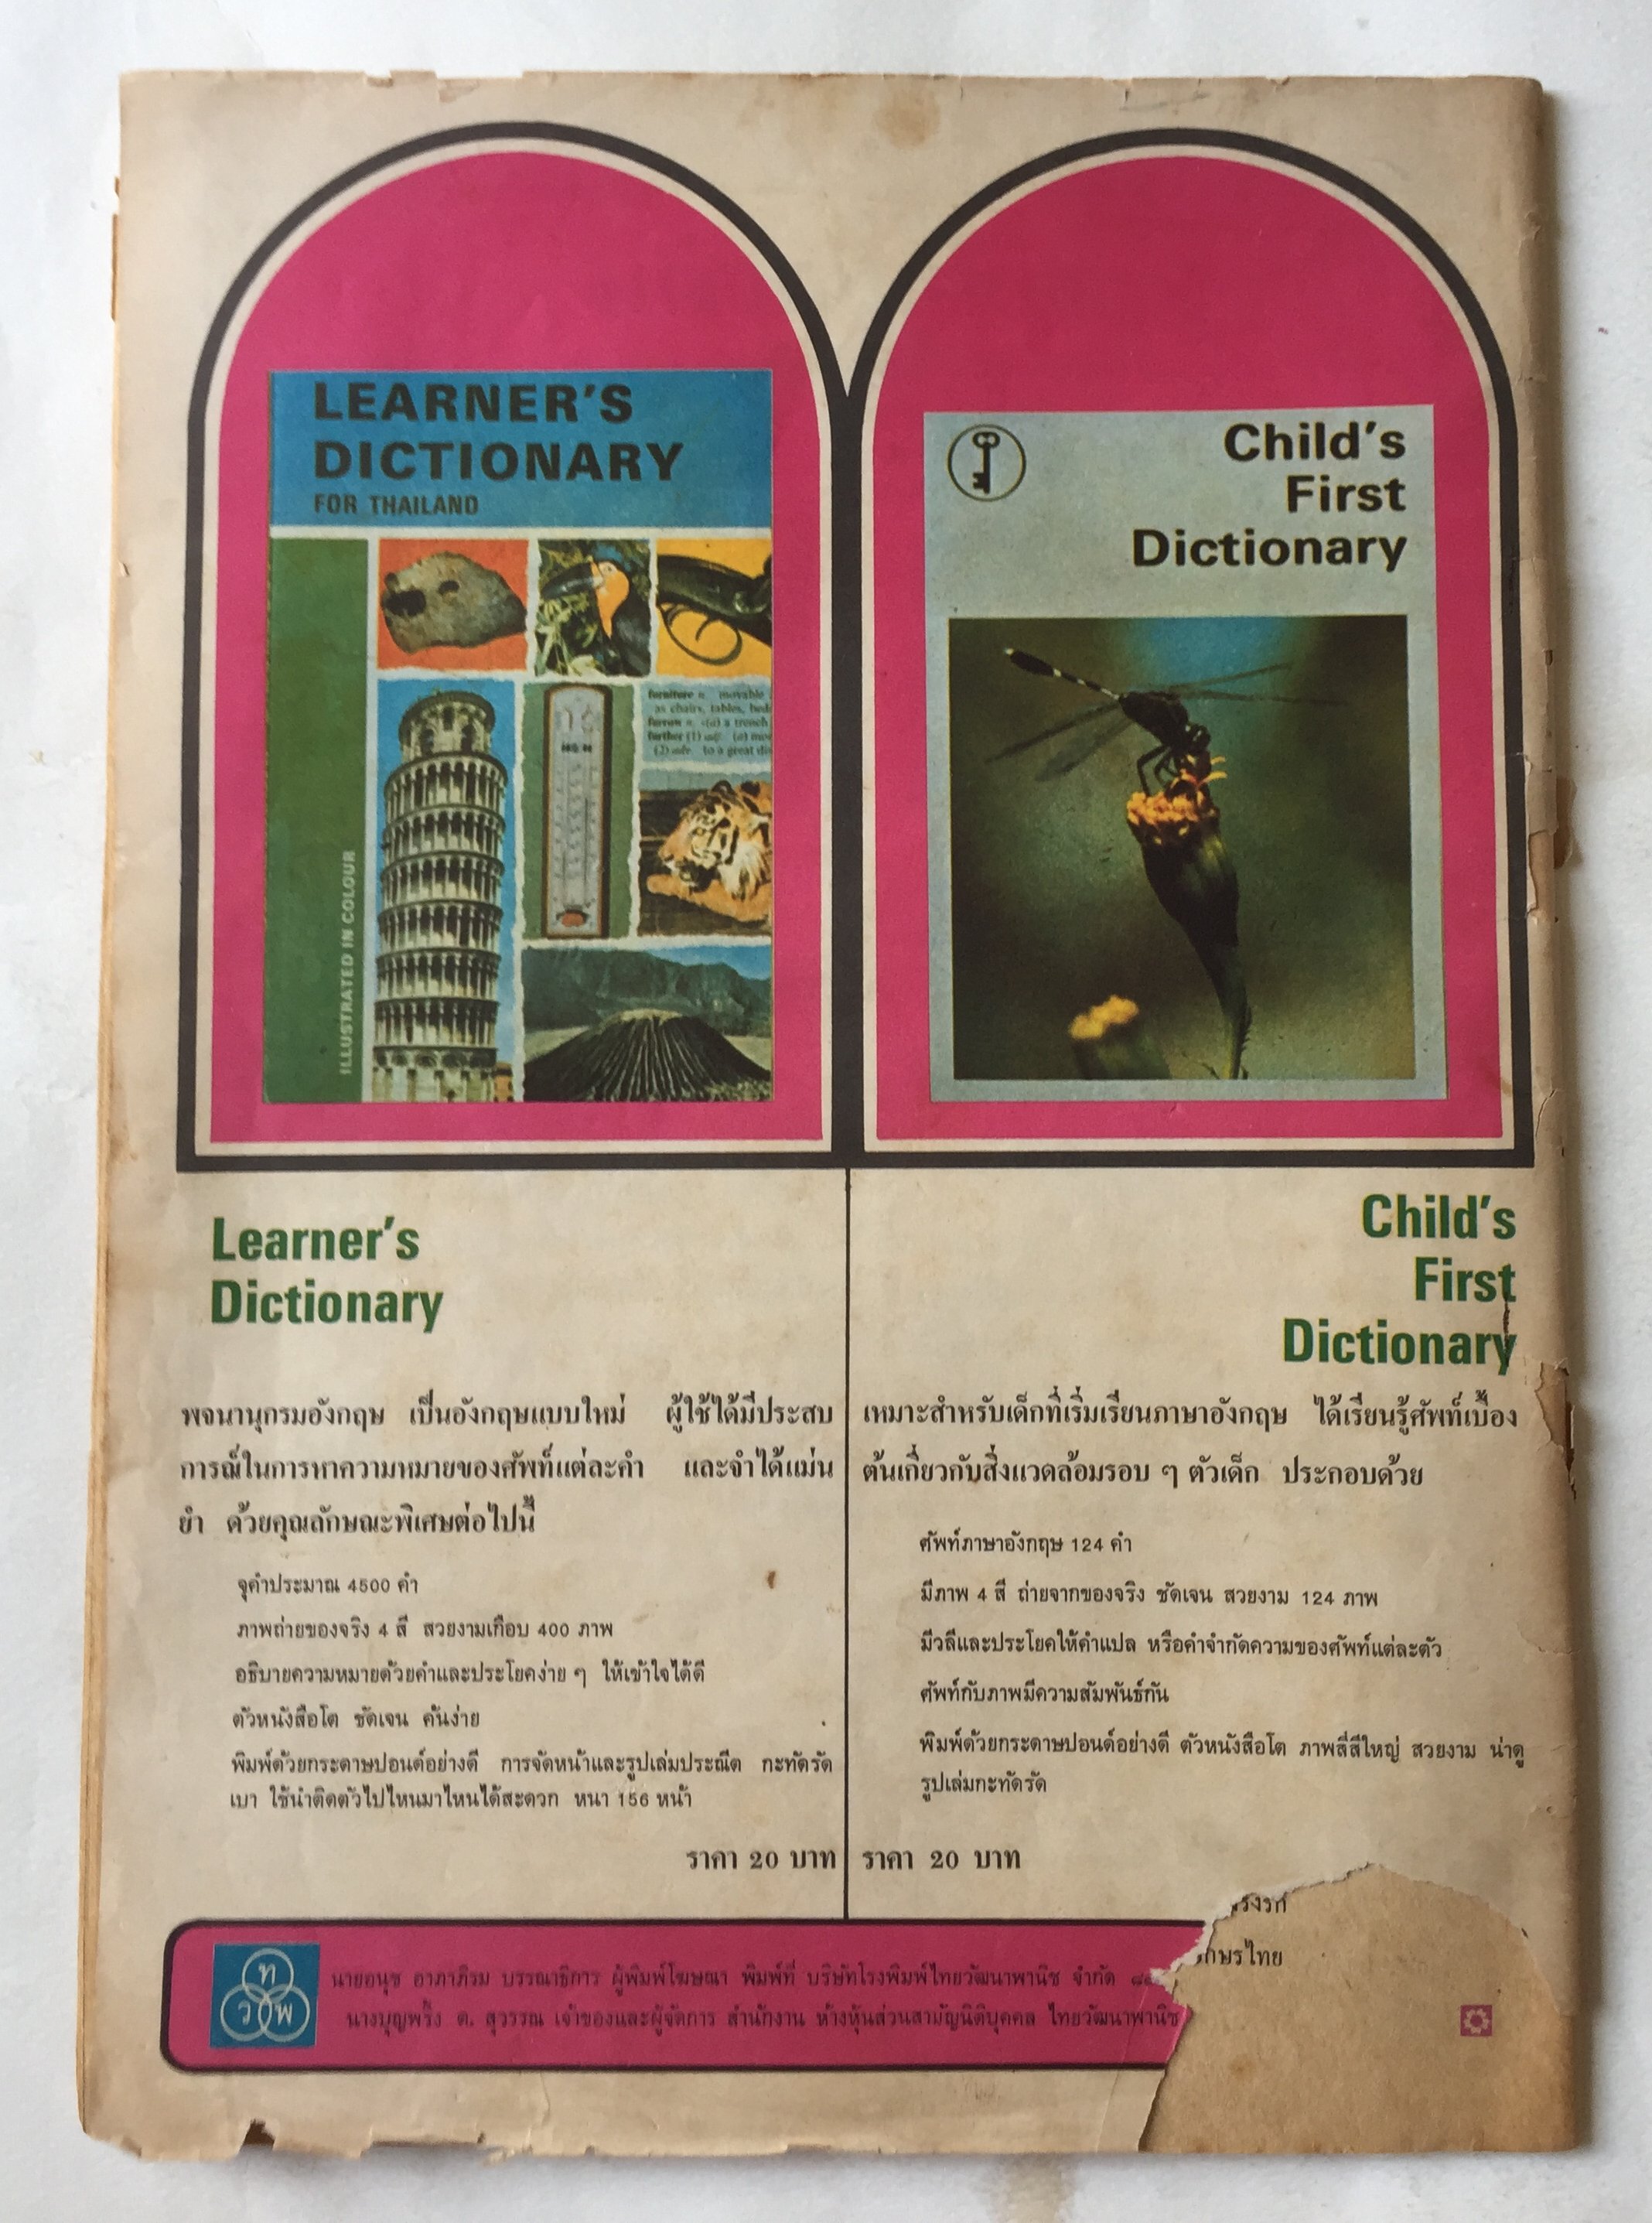 LEARNER'S
DICTIONARY
FOR THAILAND
furniture n. movable
as chairs, tables, beds
further (1) adj.
(2) adv. to a great dis
ILLUSTRATED IN COLOUR
Child's
First
Dictionary
Learner's
Dictionary
พจนานุกรมอังกฤษ เป็นอังกฤษแบบใหม่ ผู้ใช้ได้มีประสบ
การณ์ในการหาความหมายของศัพท์แต่ละคำ และจำได้แม่น
ยำ ด้วยคุณลักษณะพิเศษต่อไปนี้
จุคำประมาณ 4500 คำ
ภาพถ่ายของจริง 4 สี สวยงามเกือบ 400 ภาพ
อธิบายความหมายด้วยคำและประโยคง่าย ๆ ให้เข้าใจได้ดี
ตัวหนังสือโต ชัดเจน ค้นง่าย
พิมพ์ด้วยกระดาษปอนด์อย่างดี การจัดหน้าและรูปเล่มประณีต กะทัดรัด
เบา ใช้นำติดตัวไปไหนมาไหนได้สะดวก หนา 156 หน้า
ราคา 20 บาท
Child's
First
Dictionary
เหมาะสำหรับเด็กที่เริ่มเรียนภาษาอังกฤษ ได้เรียนรู้ศัพท์เบื้อง
ต้นเกี่ยวกับสิ่งแวดล้อมรอบ ๆ ตัวเด็ก ประกอบด้วย
ศัพท์ภาษาอังกฤษ 124 คำ
มีภาพ 4 สี ถ่ายจากของจริง ชัดเจน สวยงาม 124 ภาพ
มีวลีและประโยคให้คำแปล หรือคำจำกัดความของศัพท์แต่ละตัว
ศัพท์กับภาพมีความสัมพันธ์กัน
พิมพ์ด้วยกระดาษปอนด์อย่างดี ตัวหนังสือโต ภาพสี่สีใหญ่ สวยงาม น่าดู
รูปเล่มกะทัดรัด
ราคา 20 บาท
กษรไทย
ท
ว พ
นายอนุช อาภาภิรม บรรณาธิการ ผู้พิมพ์โฆษณา พิมพ์ที่ บริษัทโรงพิมพ์ไทยวัฒนาพานิช จำกัด
นางบุญพริ้ง ต. สุวรรณ เจ้าของและผู้จัดการ สำนักงาน ห้างหุ้นส่วนสามัญนิติบุคคล ไทยวัฒนาพานิช